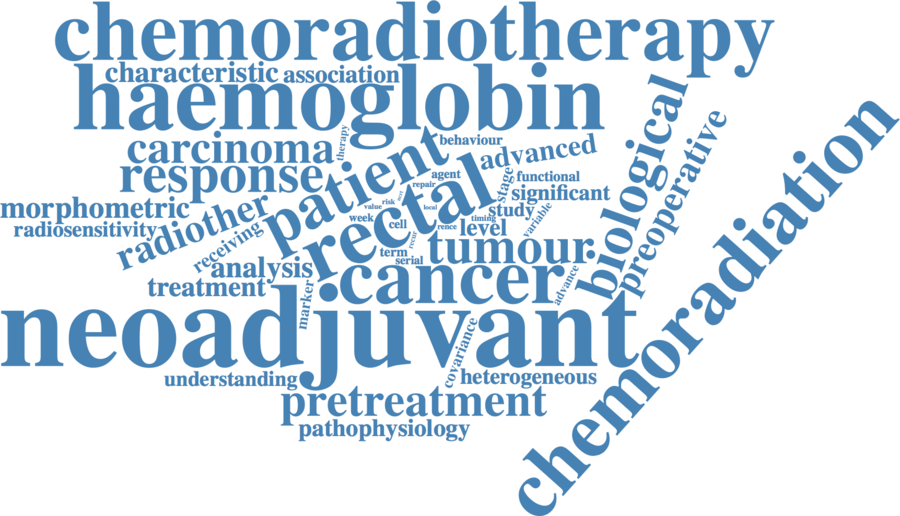 chemoradiotherapy
characteristic
association
haemoglobin
therapy
behaviour
carcinoma
patient
advanced
biological
preoperative
chemoradiation
response
agent
functional
repair
stage
significant
morphometric
radiother
rectal
value
risk
local
study
week
timing
variable
radiosensitivity
receiving
cell
rence
level
recur
tumour
term
serial
analysis
cancer
advance
treatment
marker
neoadjuvant
covariance
understanding
heterogeneous
pretreatment
pathophysiology